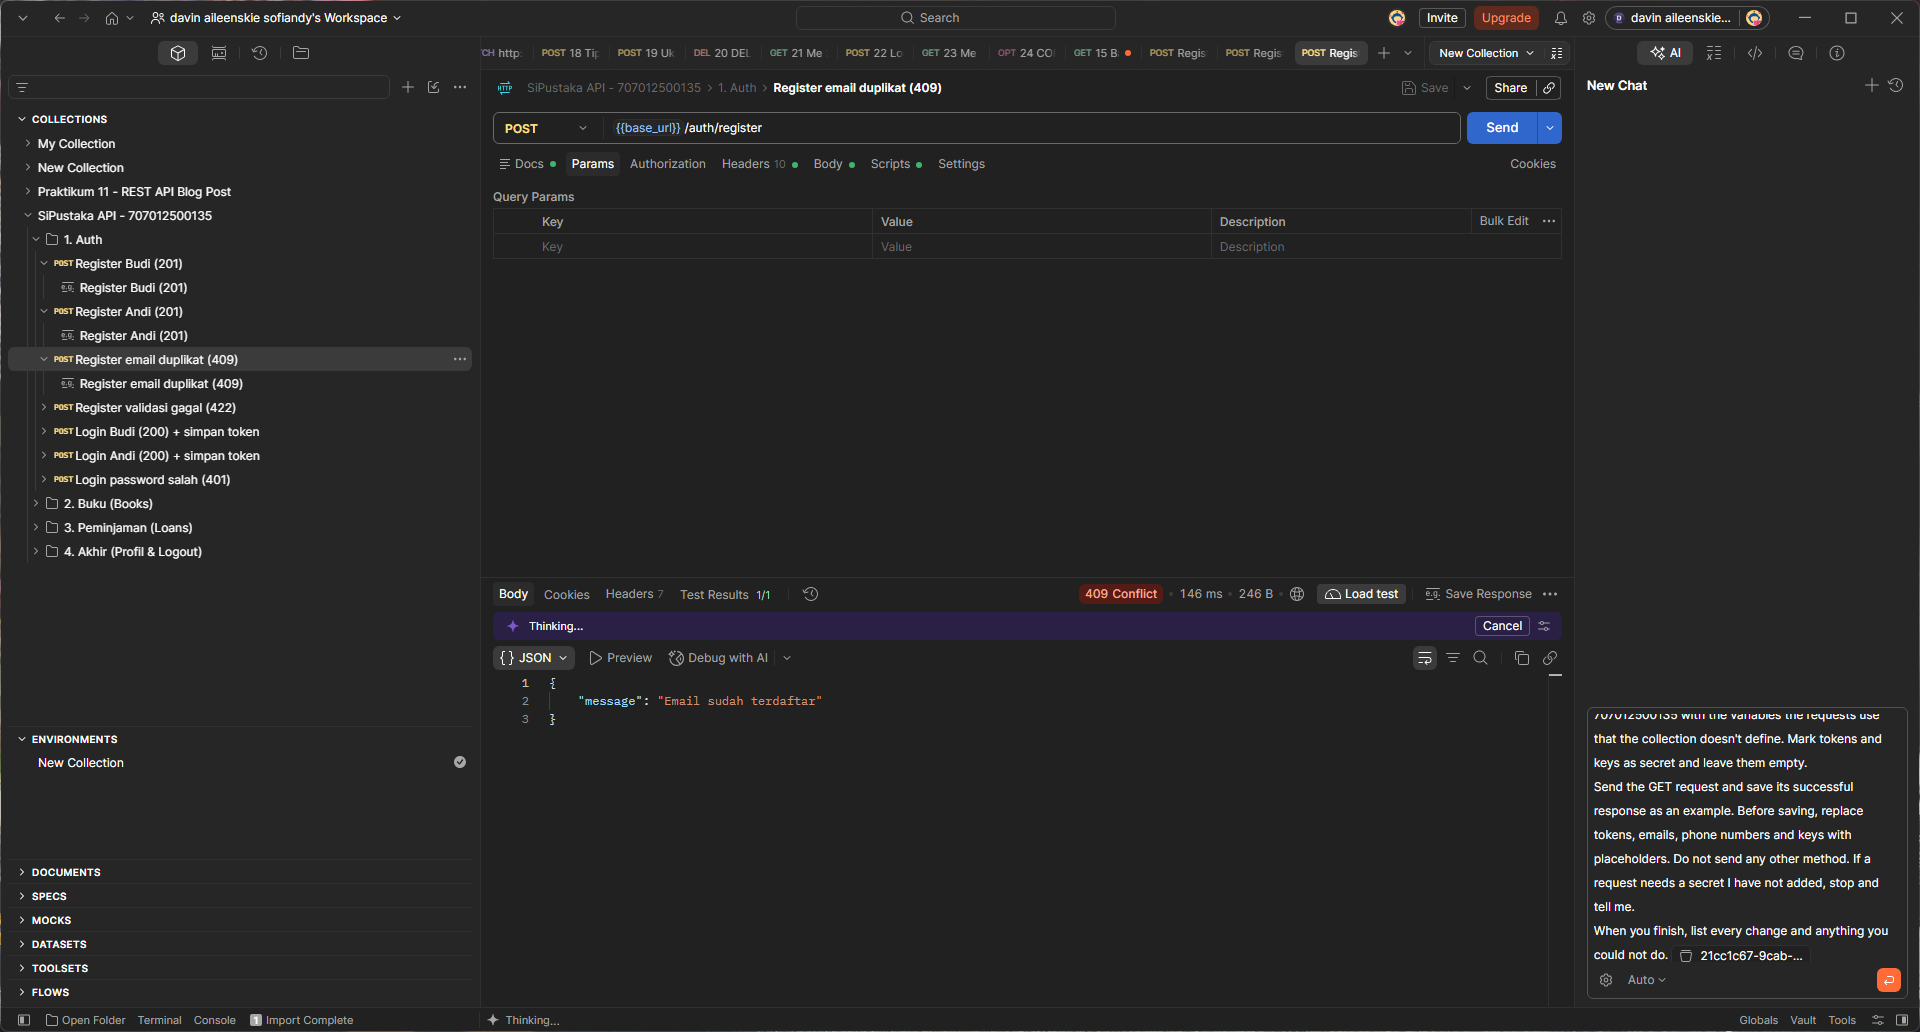 davin aileenskie sofiandy's Workspace
Search
Invite
Upgrade
davin aileenskie...
POST 18 Tip
POST 19 Uk
DEL 20 DEL
GET 21 Me
POST 22 Lo
GET 23 Me
OPT 24 CO
GET 15 B
POST Regis
POST Regis
POST Regis
New Collection
AI
SiPustaka API - 707012500135 > 1. Auth > Register email duplikat (409)
Save
Share
New Chat
COLLECTIONS
My Collection
New Collection
Praktikum 11 - REST API Blog Post
SiPustaka API - 707012500135
1. Auth
POST Register Budi (201)
e.g. Register Budi (201)
POST Register Andi (201)
e.g. Register Andi (201)
POST Register email duplikat (409)
e.g. Register email duplikat (409)
POST Register validasi gagal (422)
POST Login Budi (200) + simpan token
POST Login Andi (200) + simpan token
POST Login password salah (401)
2. Buku (Books)
3. Peminjaman (Loans)
4. Akhir (Profil & Logout)
ENVIRONMENTS
New Collection
DOCUMENTS
SPECS
MOCKS
DATASETS
TOOLSETS
FLOWS
HTTP
POST
{{base_url}} /auth/register
Send
Docs
Params
Authorization
Headers 10
Body
Scripts
Settings
Cookies
Query Params
Key
Value
Description
Bulk Edit
Key
Value
Description
Body
Cookies
Headers 7
Test Results 1/1
409 Conflict
146 ms
246 B
Load test
e.g. Save Response
Thinking...
Cancel
{} JSON
Preview
Debug with AI
1 {
2 "message": "Email sudah terdaftar"
3 }
707012500135 with the variables the requests use
that the collection doesn't define. Mark tokens and
keys as secret and leave them empty.
Send the GET request and save its successful
response as an example. Before saving, replace
tokens, emails, phone numbers and keys with
placeholders. Do not send any other method. If a
request needs a secret I have not added, stop and
tell me.
When you finish, list every change and anything you
could not do. 21cc1c67-9cab-...
Auto
Open Folder
Terminal
Console
1 Import Complete
Thinking...
Globals
Vault
Tools